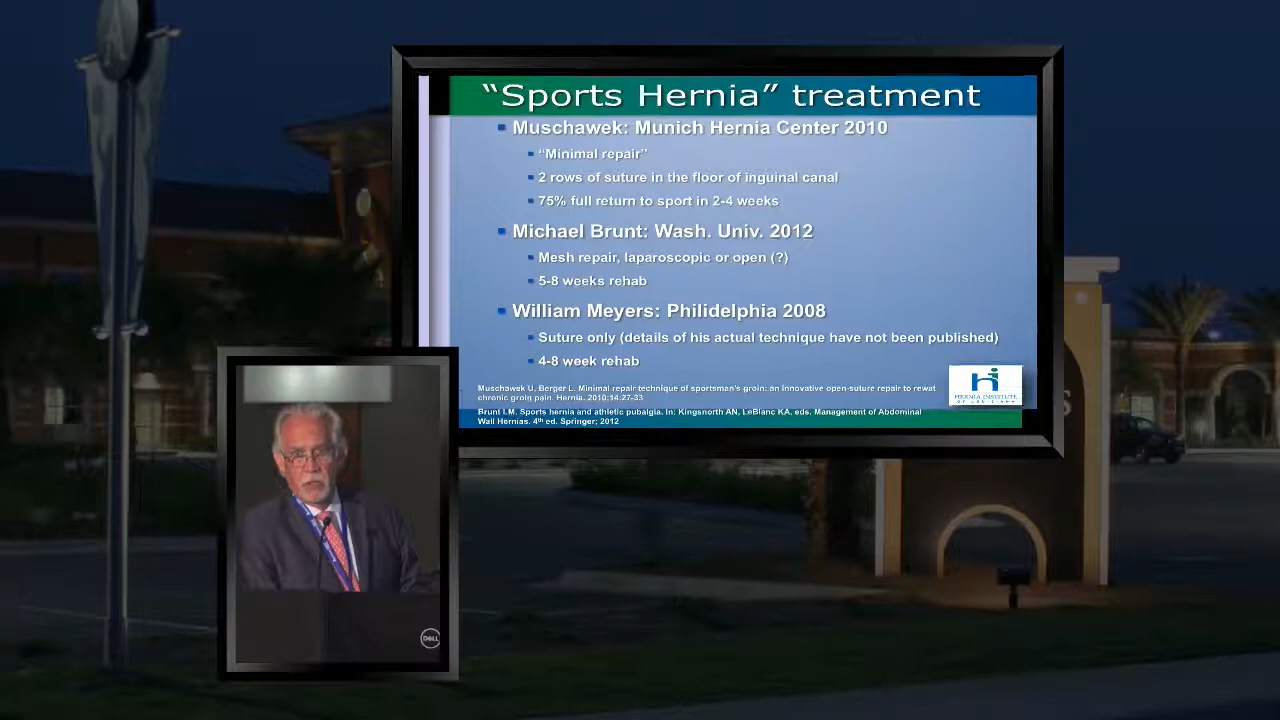 “Sports Hernia” treatment
Muschawek: Munich Hernia Center 2010
“Minimal repair”
2 rows of suture in the floor of inguinal canal
75% full return to sport in 2-4 weeks
Michael Brunt: Wash. Univ. 2012
Mesh repair, laparoscopic or open (?)
5-8 weeks rehab
William Meyers: Philidelphia 2008
Suture only (details of his actual technique have not been published)
4-8 week rehab
Muschawek U, Berger L. Minimal repair technique of sportsman's groin: an innovative open-suture repair to rewat
chronic groin pain. Hernia. 2010:14:27-33
Brunt LM. Sports hernia and athletic pubalgia. In: Kingsnorth AN, LeBlanc KA, eds. Management of Abdominal
Wall Hernias. 4th ed. Springer; 2012
hi
HERNIA INSTITUTE
OF LOUISIANA
S
DELL